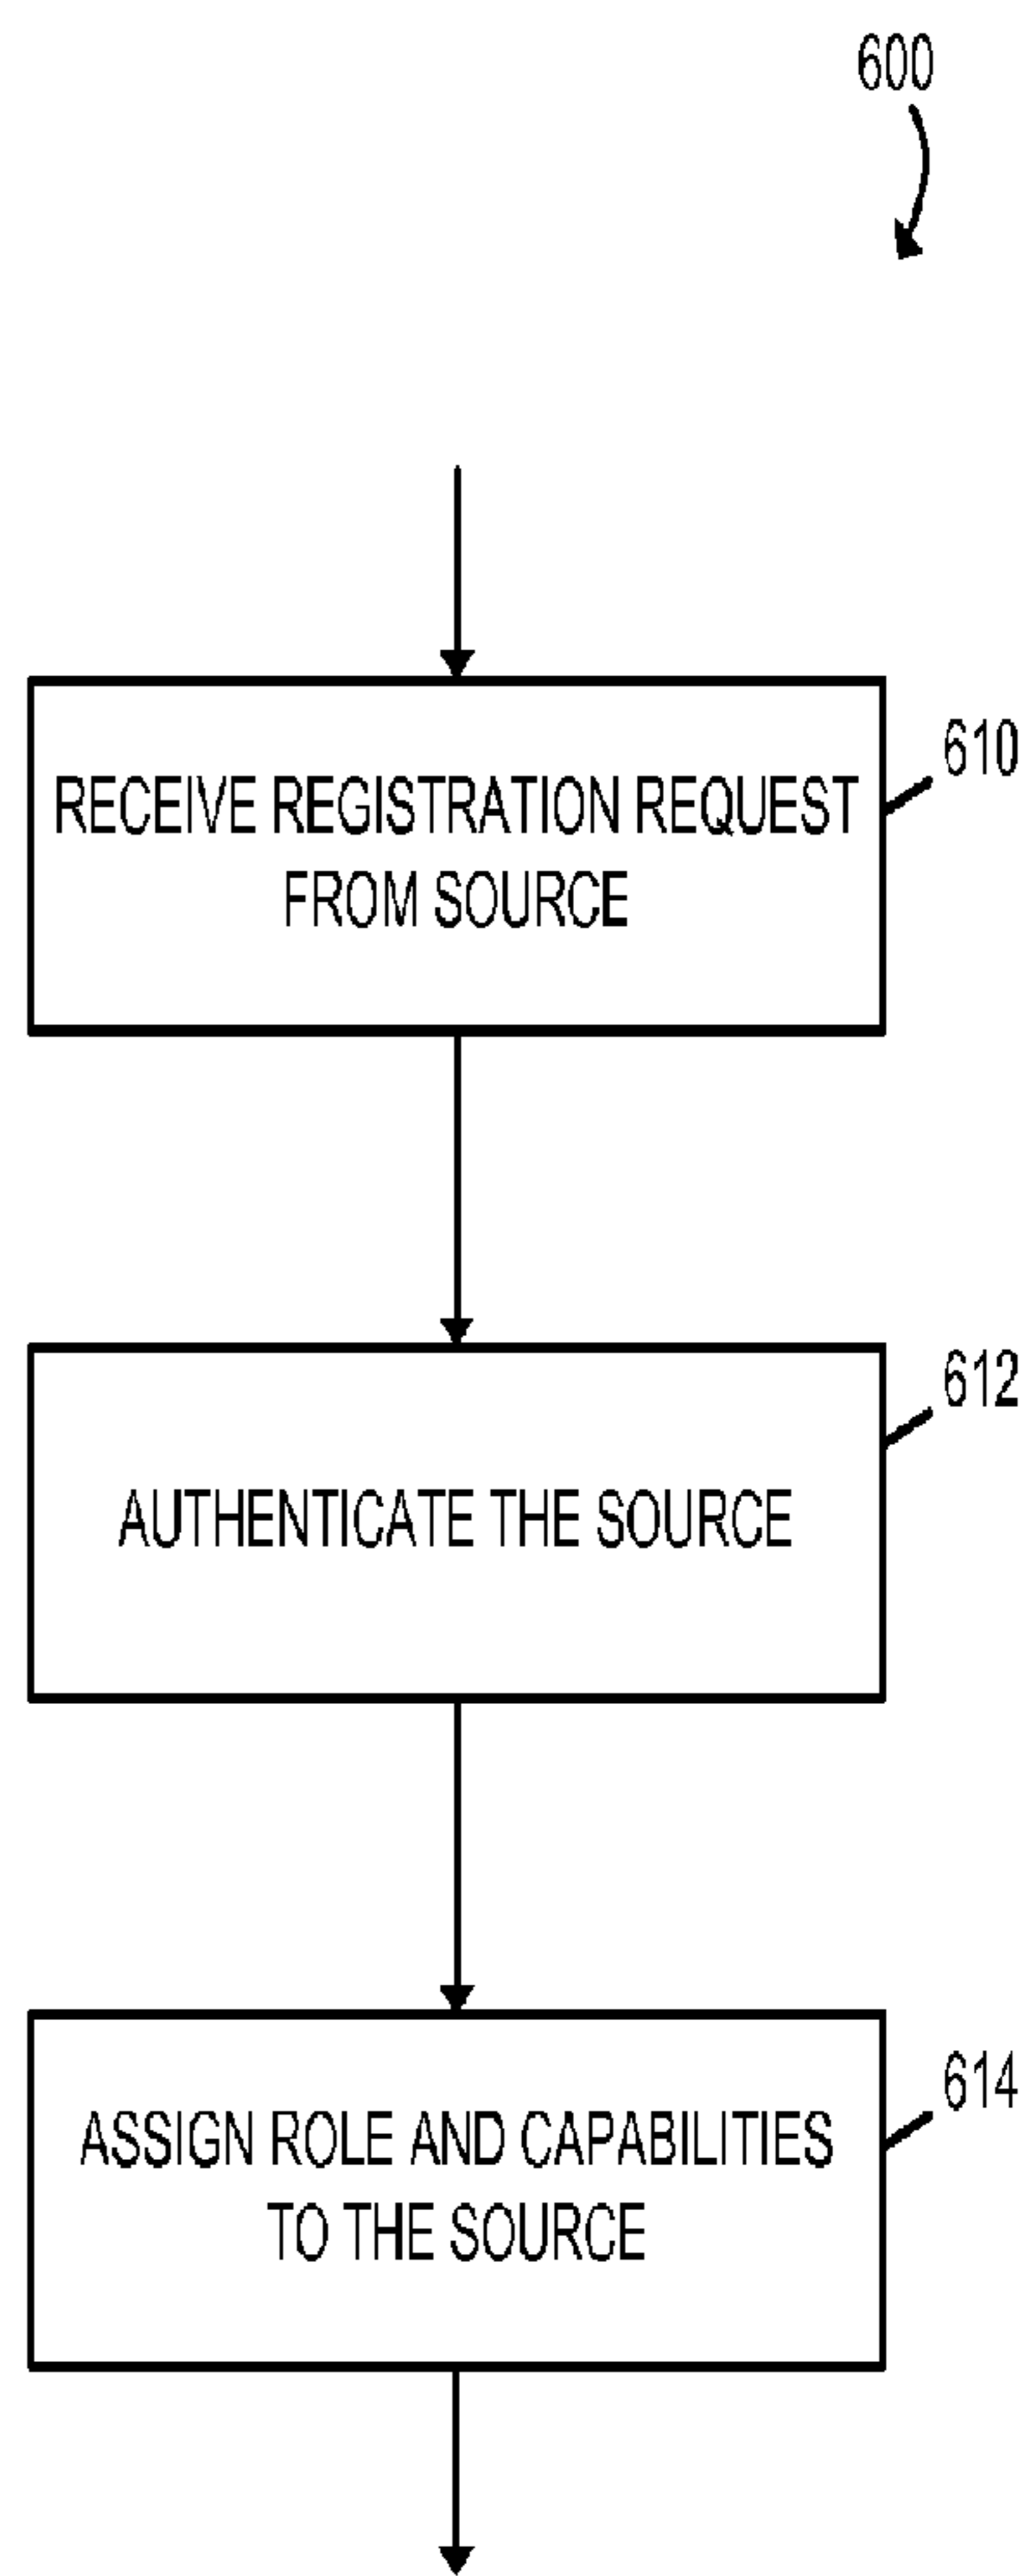 600
RECEIVE REGISTRATION REQUEST
FROM SOURCE
610
AUTHENTICATE THE SOURCE
612
ASSIGN ROLE AND CAPABILITIES
TO THE SOURCE
614